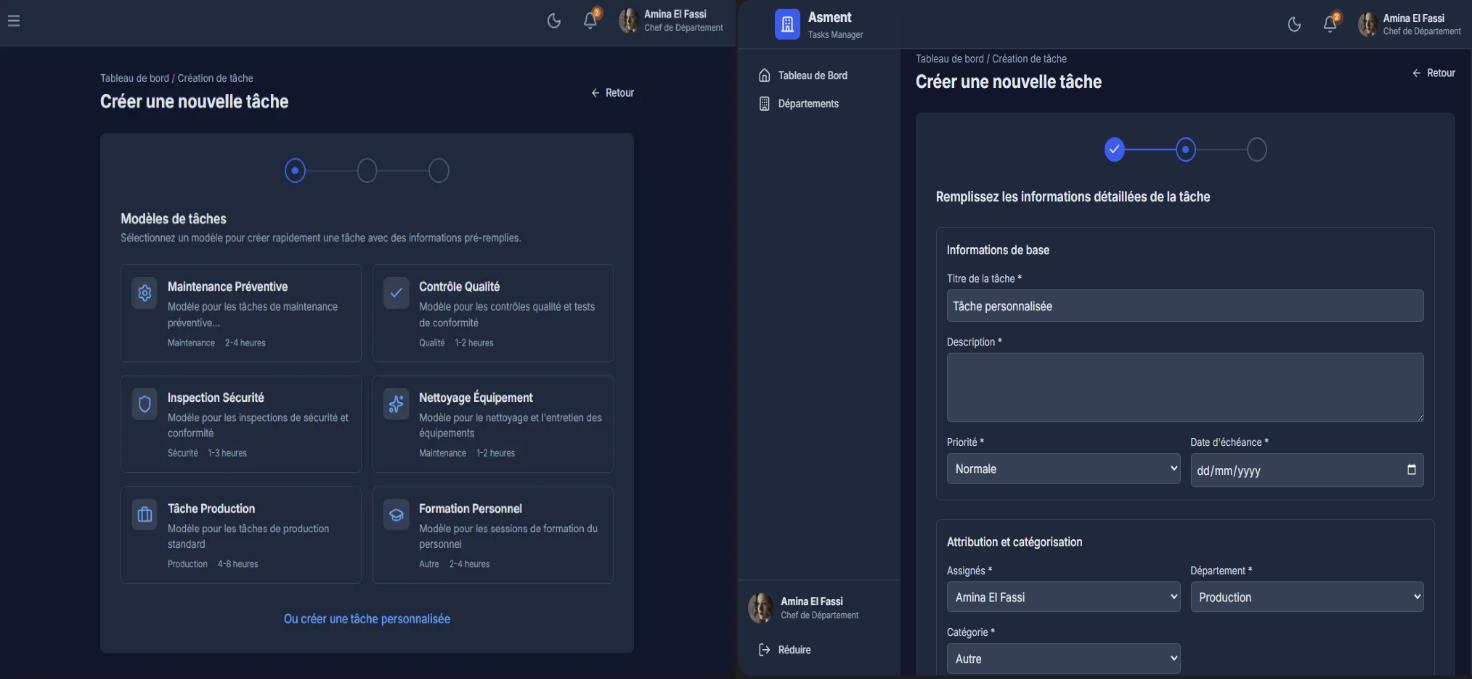 2
Amina El Fassi
Chef de Département
Tableau de bord / Création de tâche
Créer une nouvelle tâche
← Retour
Modèles de tâches
Sélectionnez un modèle pour créer rapidement une tâche avec des informations pré-remplies.
Maintenance Préventive
Modèle pour les tâches de maintenance
préventive...
Maintenance 2-4 heures
Contrôle Qualité
Modèle pour les contrôles qualité et tests
de conformité
Qualité 1-2 heures
Inspection Sécurité
Modèle pour les inspections de sécurité et
conformité
Sécurité 1-3 heures
Nettoyage Équipement
Modèle pour le nettoyage et l'entretien des
équipements
Maintenance 1-2 heures
Tâche Production
Modèle pour les tâches de production
standard
Production 4-8 heures
Formation Personnel
Modèle pour les sessions de formation du
personnel
Autre 2-4 heures
Ou créer une tâche personnalisée
Asment
Tasks Manager
2
Amina El Fassi
Chef de Département
Tableau de Bord
Départements
Amina El Fassi
Chef de Département
Réduire
Tableau de bord / Création de tâche
Créer une nouvelle tâche
← Retour
Remplissez les informations détaillées de la tâche
Informations de base
Titre de la tâche *
Tâche personnalisée
Description *
Priorité *
Normale
Date d'échéance *
dd/mm/yyyy
Attribution et catégorisation
Assignés *
Amina El Fassi
Département *
Production
Catégorie *
Autre